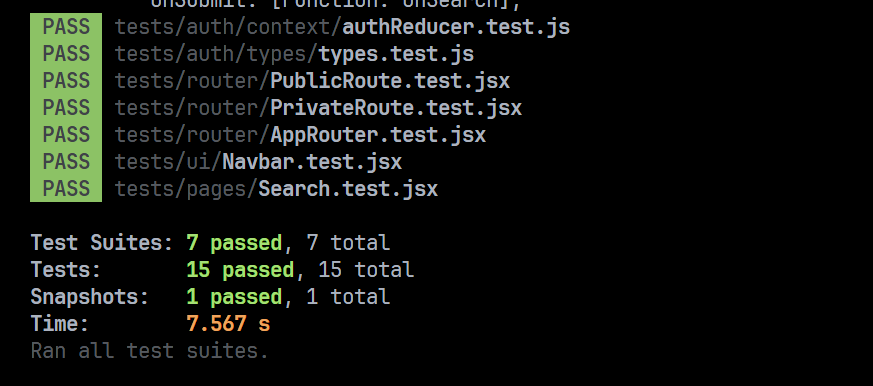 onSubmit: [Function: onSearch],
PASS tests/auth/context/authReducer.test.js
PASS tests/auth/types/types.test.js
PASS tests/router/PublicRoute.test.jsx
PASS tests/router/PrivateRoute.test.jsx
PASS tests/router/AppRouter.test.jsx
PASS tests/ui/Navbar.test.jsx
PASS tests/pages/Search.test.jsx
Test Suites: 7 passed, 7 total
Tests: 15 passed, 15 total
Snapshots: 1 passed, 1 total
Time: 7.567 s
Ran all test suites.